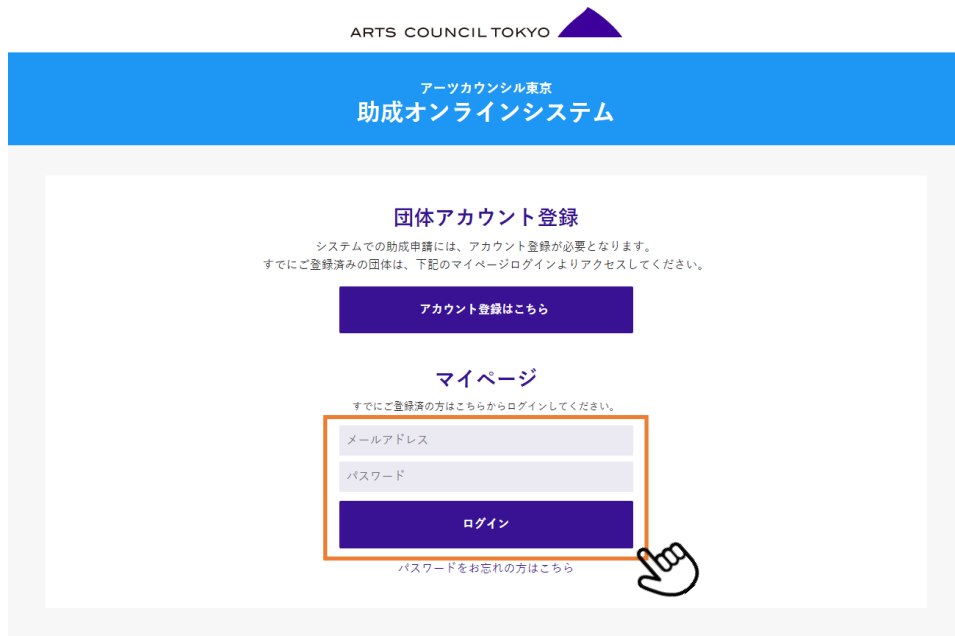 ARTS COUNCIL TOKYO
アーツカウンシル東京
助成オンラインシステム
団体アカウント登録
システムでの助成申請には、アカウント登録が必要となります。
すでにご登録済みの団体は、下記のマイページログインよりアクセスしてください。
アカウント登録はこちら
マイページ
すでにご登録済の方はこちらからログインしてください。
メールアドレス
パスワード
ログイン
パスワードをお忘れの方はこちら